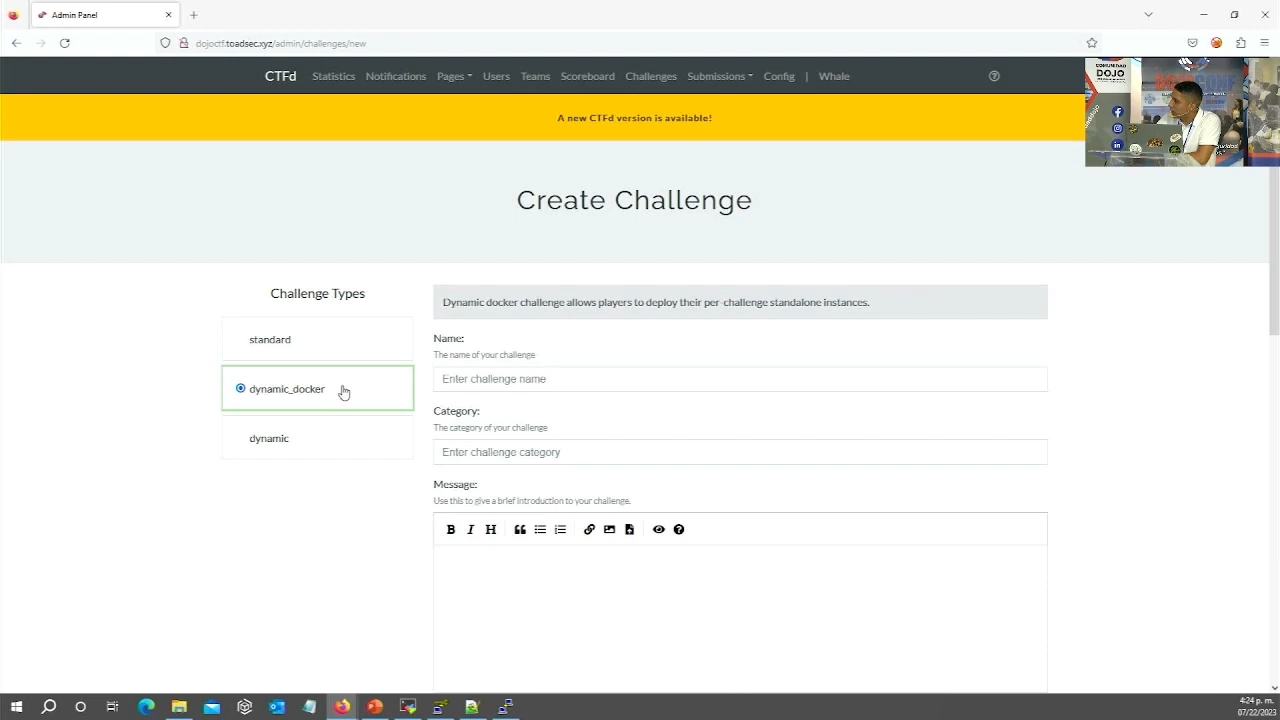 Admin Panel
dojoctf.toadsec.xyz/admin/challenges/new
CTFd Statistics Notifications Pages Users Teams Scoreboard Challenges Submissions Config | Whale
COMUNIDAD
DOJO
A new CTFd version is available!
Create Challenge
Challenge Types
standard
dynamic_docker
dynamic
Dynamic docker challenge allows players to deploy their per-challenge standalone instances.
Name:
The name of your challenge
Enter challenge name
Category:
The category of your challenge
Enter challenge category
Message:
Use this to give a brief introduction to your challenge.
B I H
4:24 p. m.
07/22/2023